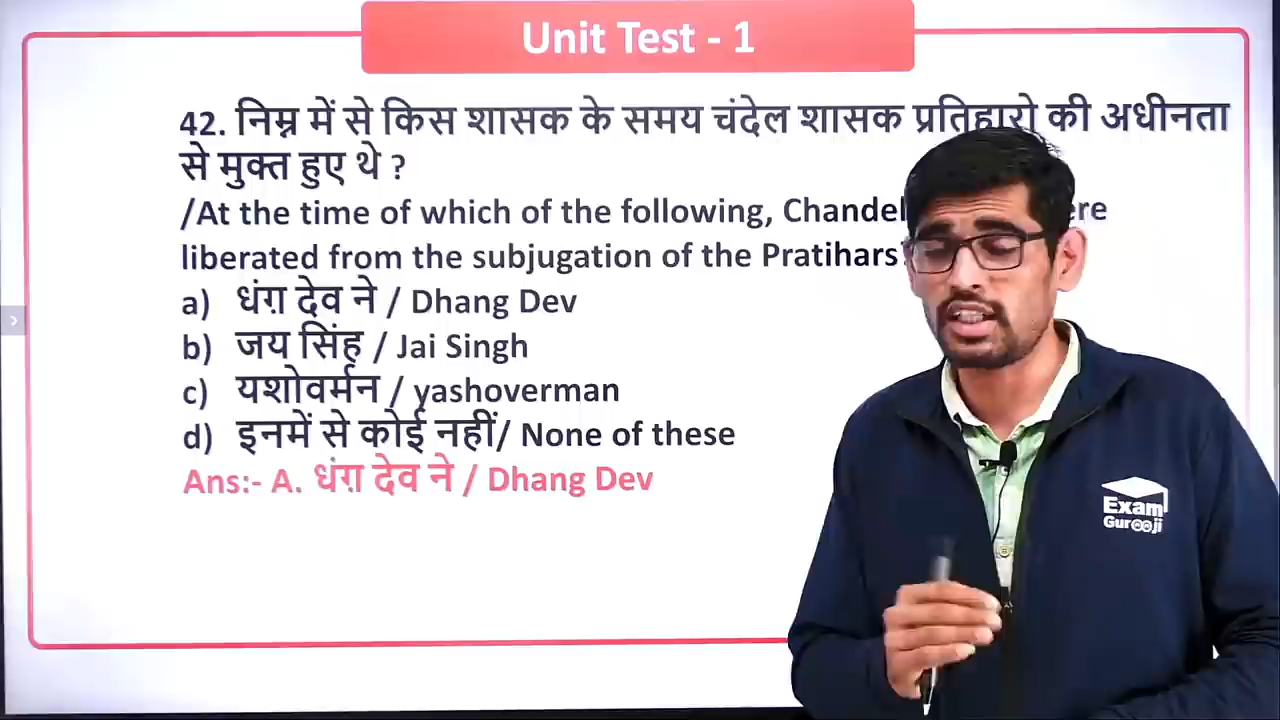 Unit Test - 1
42. निम्न में से किस शासक के समय चंदेल शासक प्रतिहारो की अधीनता
से मुक्त हुए थे ?
/At the time of which of the following, Chandel
liberated from the subjugation of the Pratihars
a) धंग़ देव ने / Dhang Dev
b) जय सिंह / Jai Singh
c) यशोवर्मन / yashoverman
d) इनमें से कोई नहीं/ None of these
Ans:- A. धंग़ देव ने / Dhang Dev
Exam
Gurooji